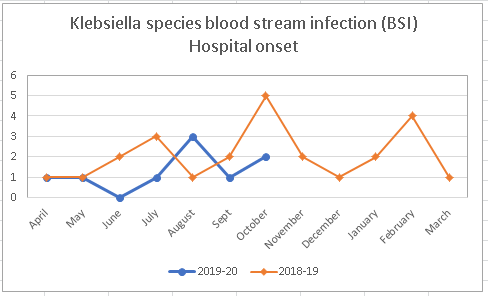 Klebsiella species blood stream infection (BSI)
Hospital onset
6
5
4
3
2
1
0
April
May
June
July
August
Sept
October
November
December
January
February
March
2019-20
2018-19